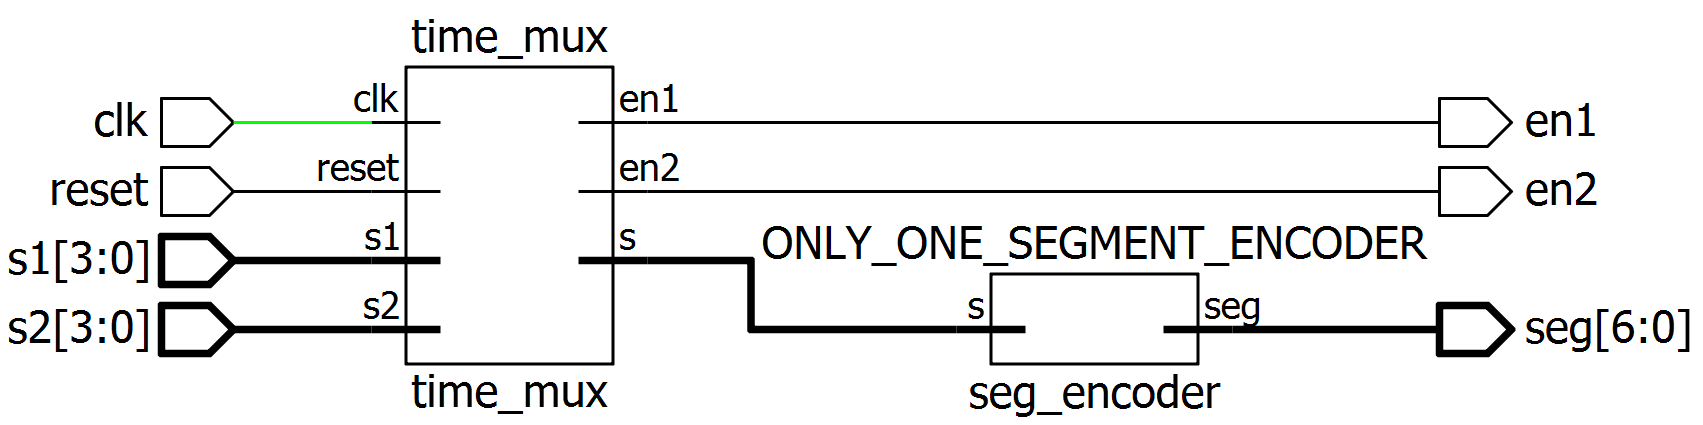 time_mux
clk
clk
en1
en1
reset
reset
en2
en2
s1[3:0]
s1
s
ONLY_ONE_SEGMENT_ENCODER
s2[3:0]
s2
s
seg
seg[6:0]
time_mux
seg_encoder